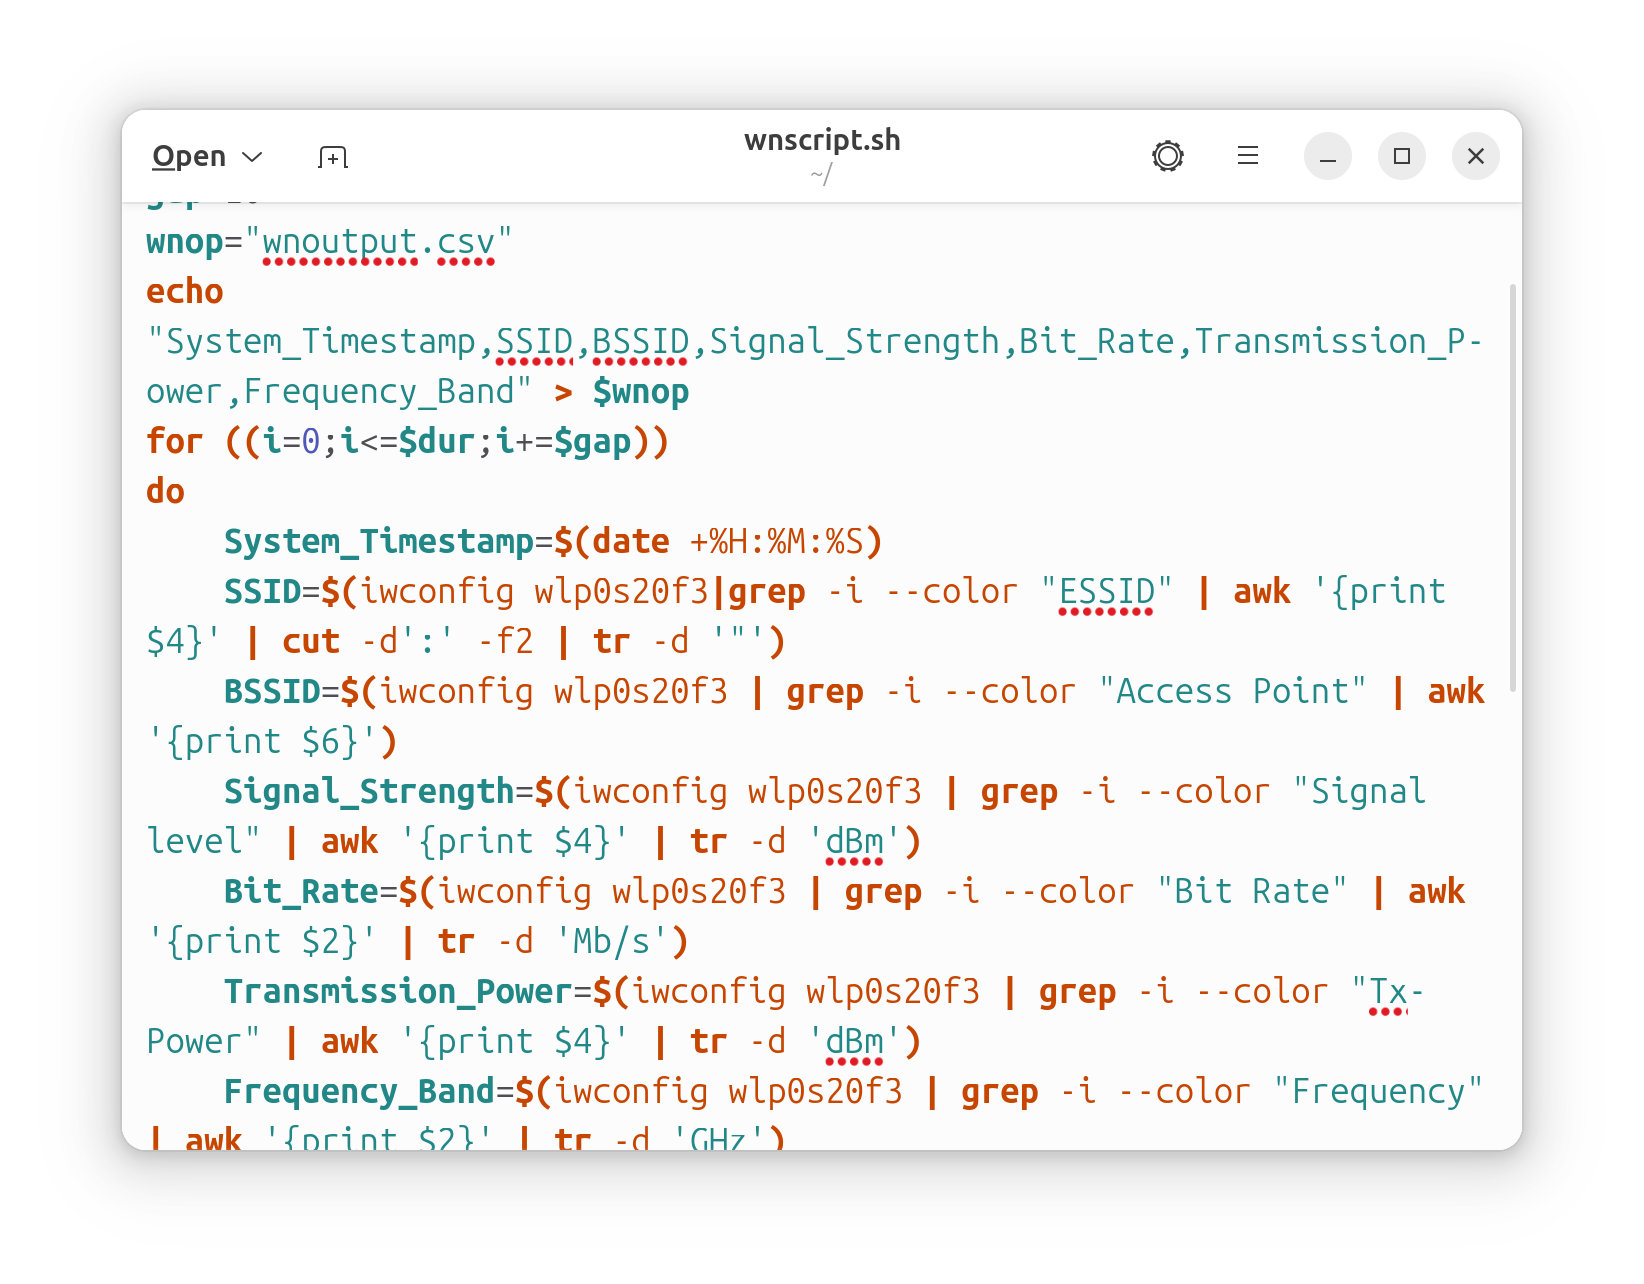 Open
wnscript.sh
~/
wnop="wnoutput.csv"
echo
"System_Timestamp,SSID,BSSID,Signal_Strength,Bit_Rate,Transmission_P-
ower,Frequency_Band" > $wnop
for ((i=0;i<=$dur;i+=$gap))
do
    System_Timestamp=$(date +%H:%M:%S)
    SSID=$(iwconfig wlp0s20f3|grep -i --color "ESSID" | awk '{print
$4}' | cut -d':' -f2 | tr -d '"')
    BSSID=$(iwconfig wlp0s20f3 | grep -i --color "Access Point" | awk
'{print $6}')
    Signal_Strength=$(iwconfig wlp0s20f3 | grep -i --color "Signal
level" | awk '{print $4}' | tr -d 'dBm')
    Bit_Rate=$(iwconfig wlp0s20f3 | grep -i --color "Bit Rate" | awk
'{print $2}' | tr -d 'Mb/s')
    Transmission_Power=$(iwconfig wlp0s20f3 | grep -i --color "Tx-
Power" | awk '{print $4}' | tr -d 'dBm')
    Frequency_Band=$(iwconfig wlp0s20f3 | grep -i --color "Frequency"
| awk '{print $2}' | tr -d 'GHz')